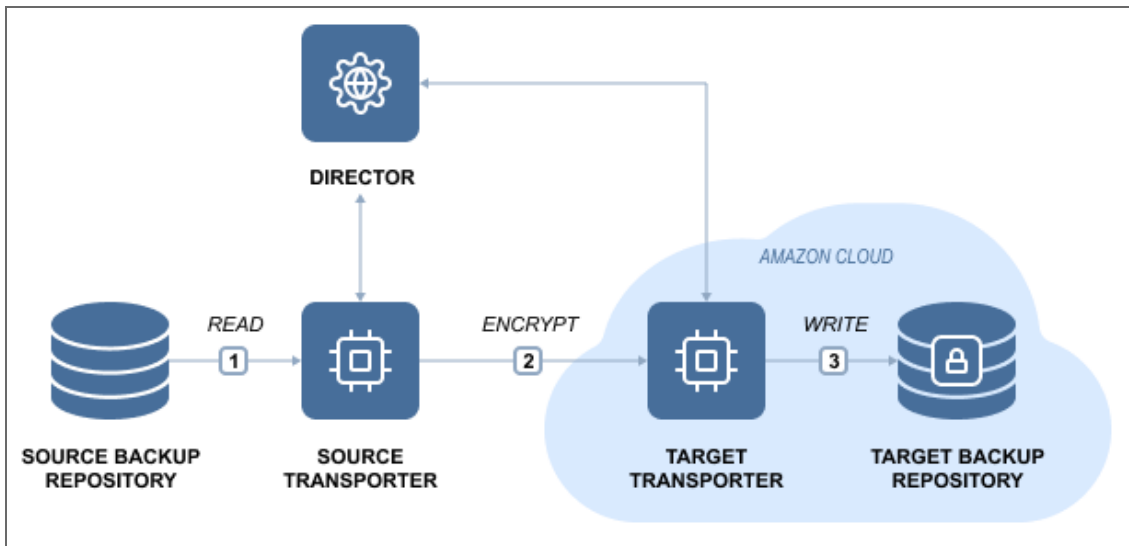 DIRECTOR
AMAZON CLOUD
READ
ENCRYPT
WRITE
1
2
3
SOURCE BACKUP
REPOSITORY
SOURCE
TRANSPORTER
TARGET
TRANSPORTER
TARGET BACKUP
REPOSITORY